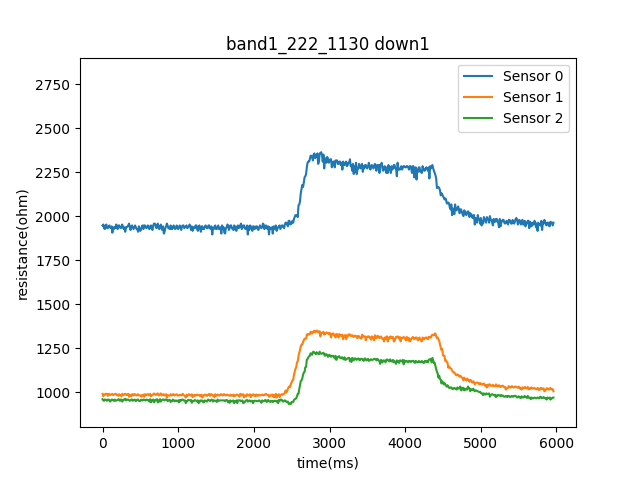 band1_222_1130 down1
Sensor 0
Sensor 1
Sensor 2
2750
2500
2250
2000
1750
1500
1250
1000
resistance(ohm)
0 1000 2000 3000 4000 5000 6000
time(ms)